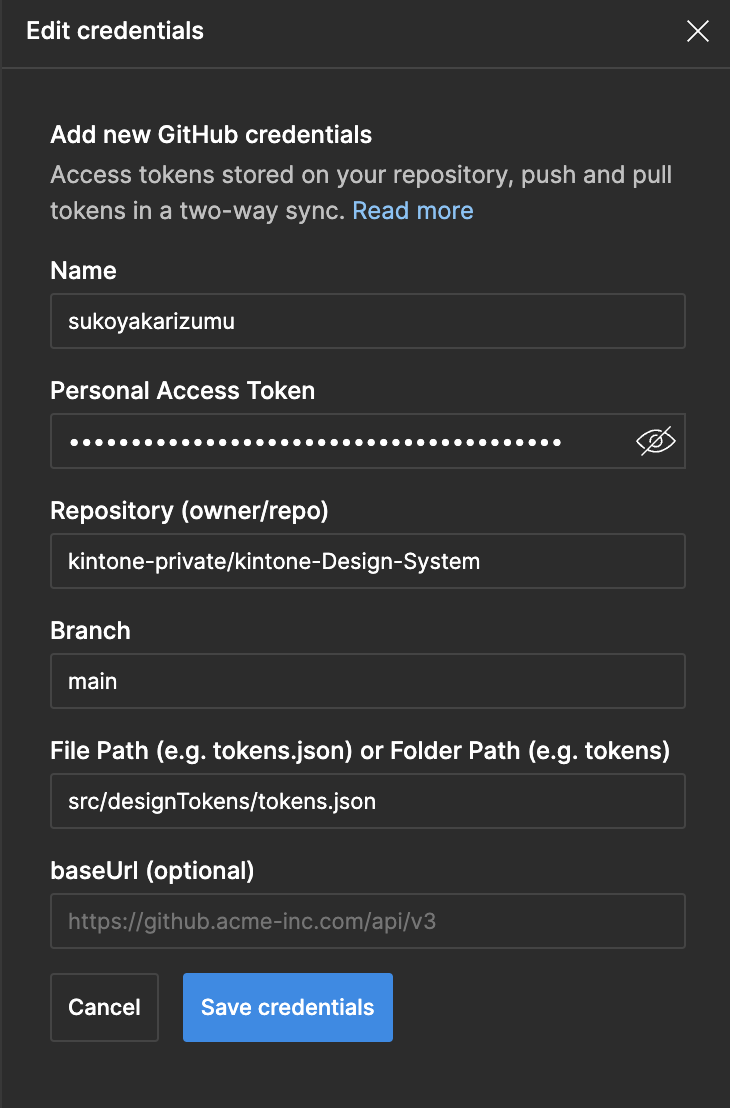 Edit credentials
Add new GitHub credentials
Access tokens stored on your repository, push and pull
tokens in a two-way sync. Read more
Name
sukoyakarizumu
Personal Access Token
••••••••••••••••••••••••••••••••••••••••
Repository (owner/repo)
kintone-private/kintone-Design-System
Branch
main
File Path (e.g. tokens.json) or Folder Path (e.g. tokens)
src/designTokens/tokens.json
baseUrl (optional)
https://github.acme-inc.com/api/v3
Cancel
Save credentials